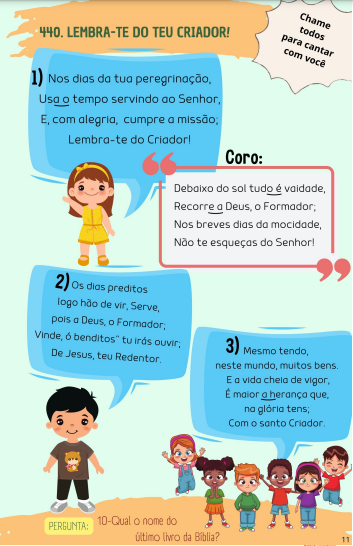 440. LEMBRA-TE DO TEU CRIADOR!
Chame
todos
para cantar
com você
1) Nos dias da tua peregrinação,
Usa o tempo servindo ao Senhor,
E, com alegria, cumpre a missão;
Lembra-te do Criador!
Coro:
Debaixo do sol tudo é vaidade,
Recorre a Deus, o Formador;
Nos breves dias da mocidade,
Não te esqueças do Senhor!
2) Os dias preditos
logo hão de vir, Serve,
pois a Deus, o Formador;
Vinde, ó benditos" tu irás ouvir;
De Jesus, teu Redentor.
3) Mesmo tendo,
neste mundo, muitos bens.
E a vida cheia de vigor,
É maior a herança que,
na glória tens;
Com o santo Criador.
PERGUNTA: 10-Qual o nome do
último livro da Bíblia?
11